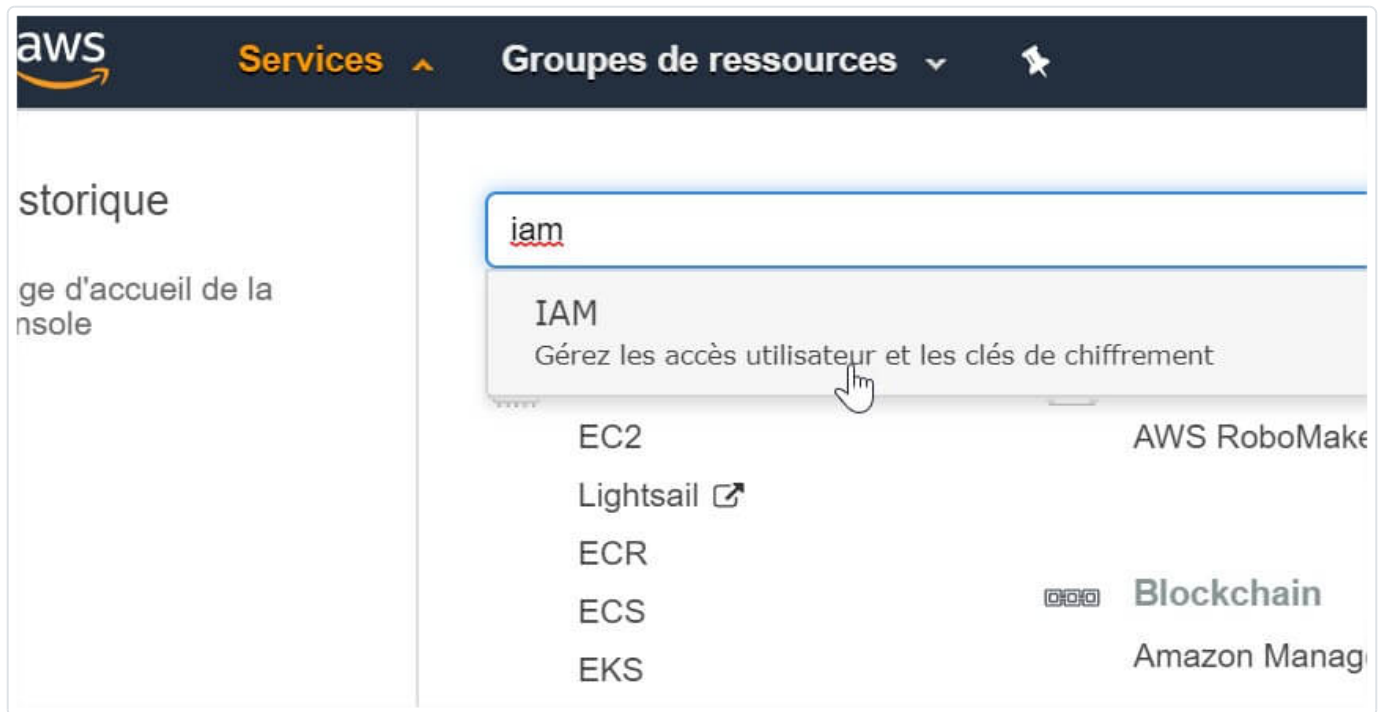 aws Services Groupes de ressources
storique
ge d'accueil de la
nsole
iam
IAM
Gérez les accès utilisateur et les clés de chiffrement
EC2
Lightsail
ECR
ECS
EKS
AWS RoboMake
Blockchain
Amazon Manag